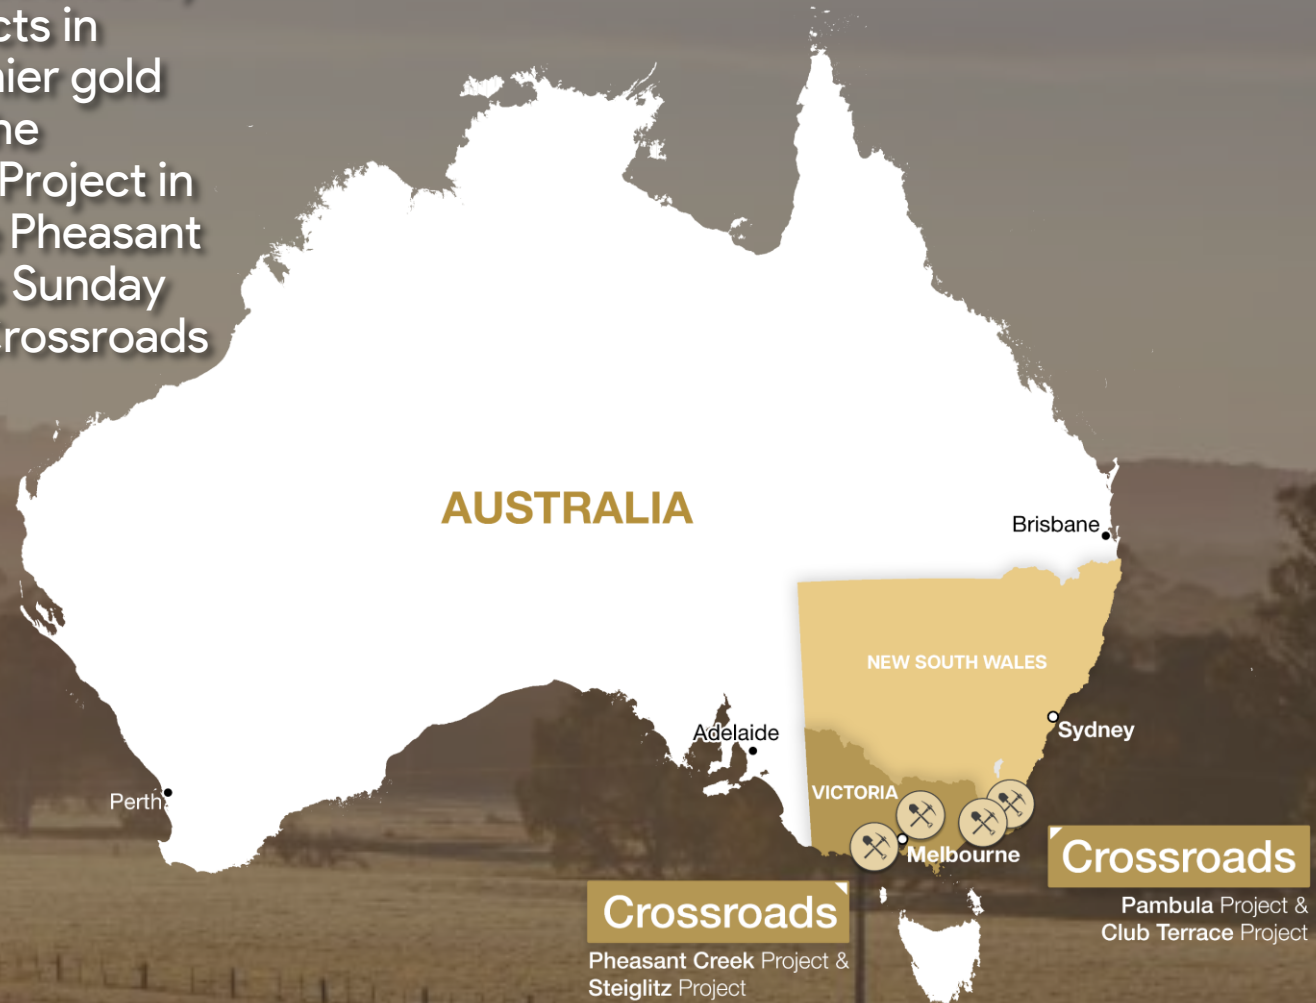 cts in
nier gold
ne
Project in
Pheasant
Sunday
Crossroads
AUSTRALIA
Brisbane
NEW SOUTH WALES
Sydney
Adelaide
VICTORIA
Perth
Melbourne
Crossroads
Pambula Project &
Club Terrace Project
Crossroads
Pheasant Creek Project &
Steiglitz Project